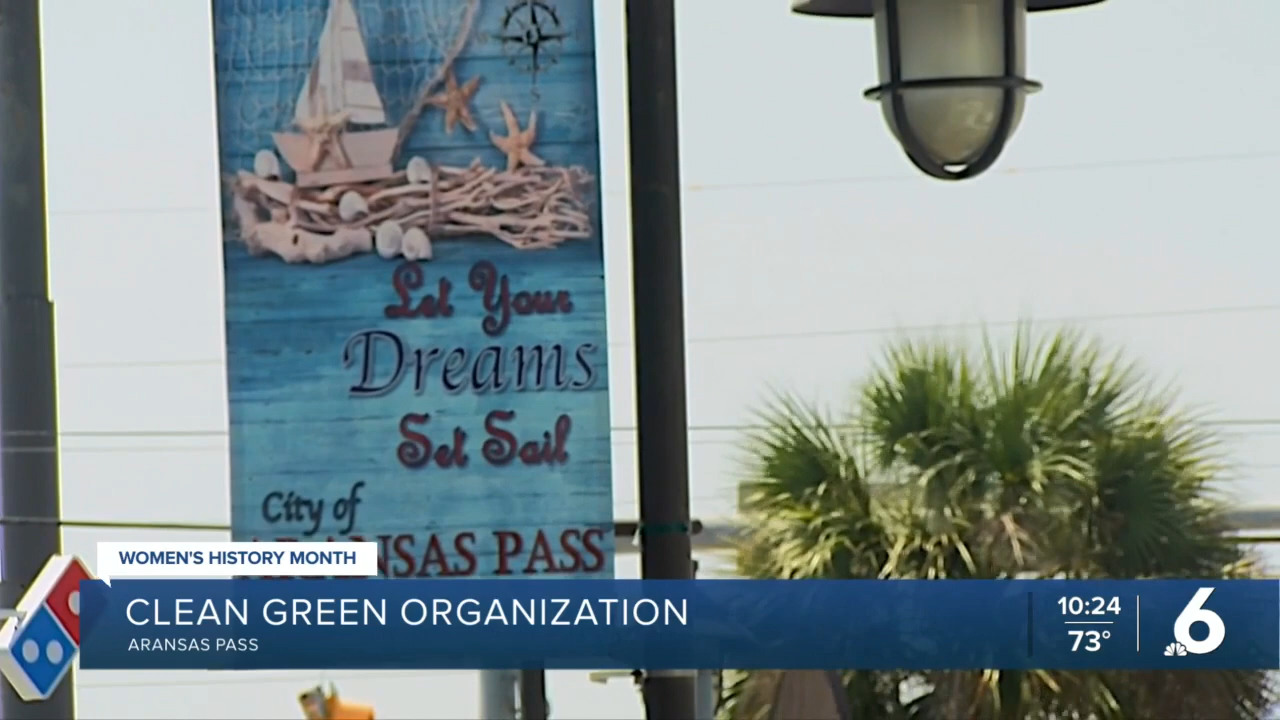 Let Your
Dreams
Set Sail
City of
ARANSAS PASS
WOMEN'S HISTORY MONTH
CLEAN GREEN ORGANIZATION
ARANSAS PASS
10:24
73°
6